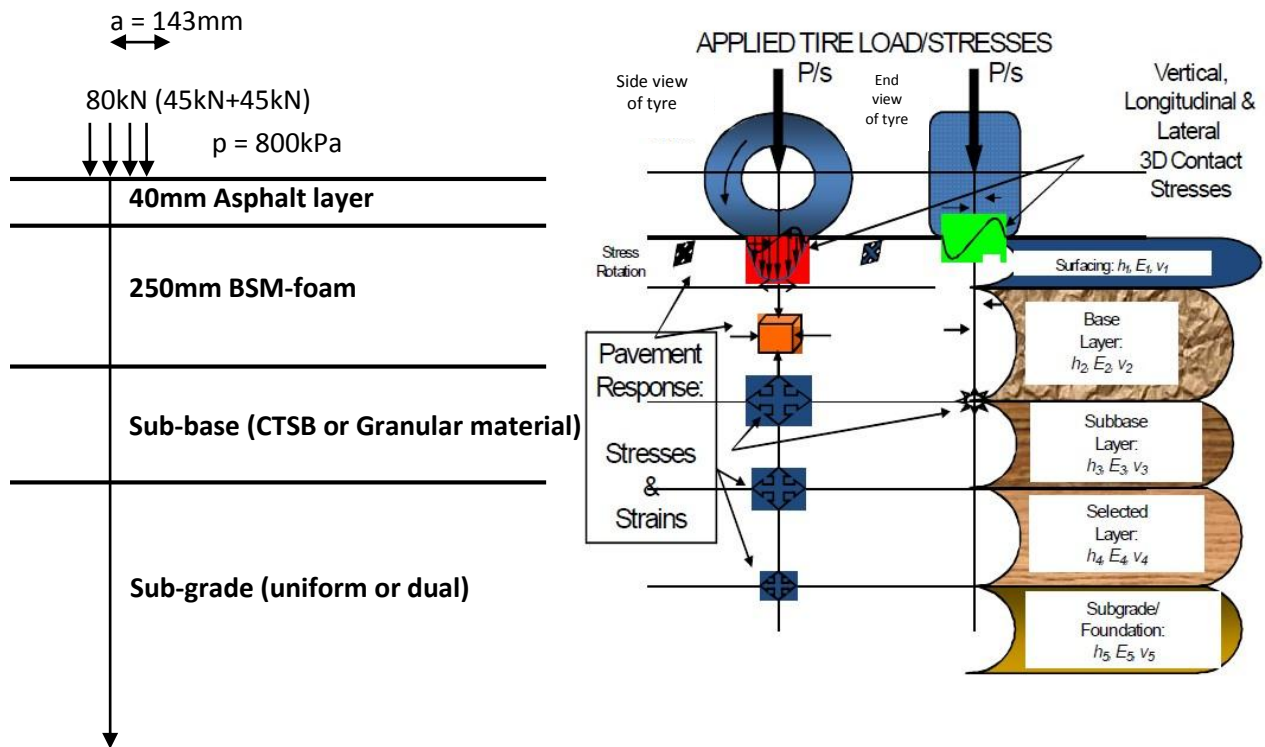 a = 143mm
80kN (45kN+45kN)
p = 800kPa
40mm Asphalt layer
250mm BSM-foam
Sub-base (CTSB or Granular material)
Sub-grade (uniform or dual)
APPLIED TIRE LOAD/STRESSES
Side view
of tyre
P/s
End
view
of tyre
P/s
Vertical,
Longitudinal &
Lateral
3D Contact
Stresses
Stress
Rotation
Surfacing: h1, E1, v1
Pavement
Response:
Stresses
&
Strains
Base
Layer:
h2, E2, v2
Subbase
Layer:
h3, E3, v3
Selected
Layer:
h4, E4, v4
Subgrade/
Foundation:
h5, E5, v5